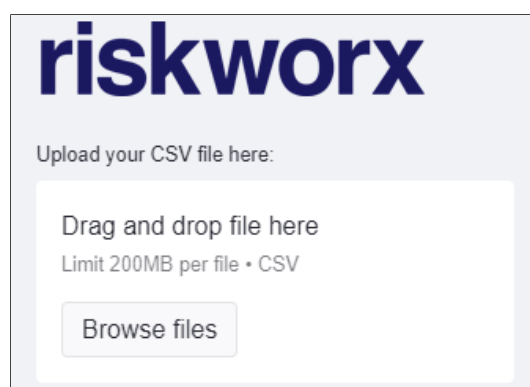 riskworx
Upload your CSV file here:
Drag and drop file here
Limit 200MB per file • CSV
Browse files